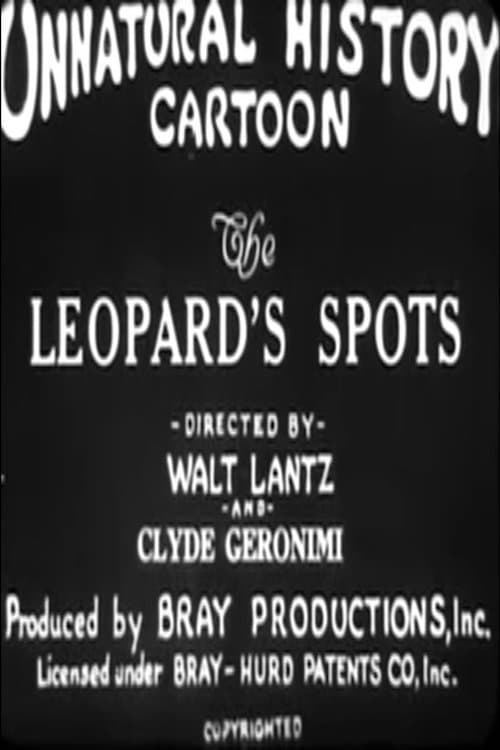 UNNATURAL HISTORY
CARTOON
The
LEOPARD'S SPOTS
-DIRECTED BY-
WALT LANTZ
-AND-
CLYDE GERONIMI
Produced by BRAY PRODUCTIONS, Inc.
Licensed under BRAY-HURD PATENTS CO, Inc.
COPYRIGHTED